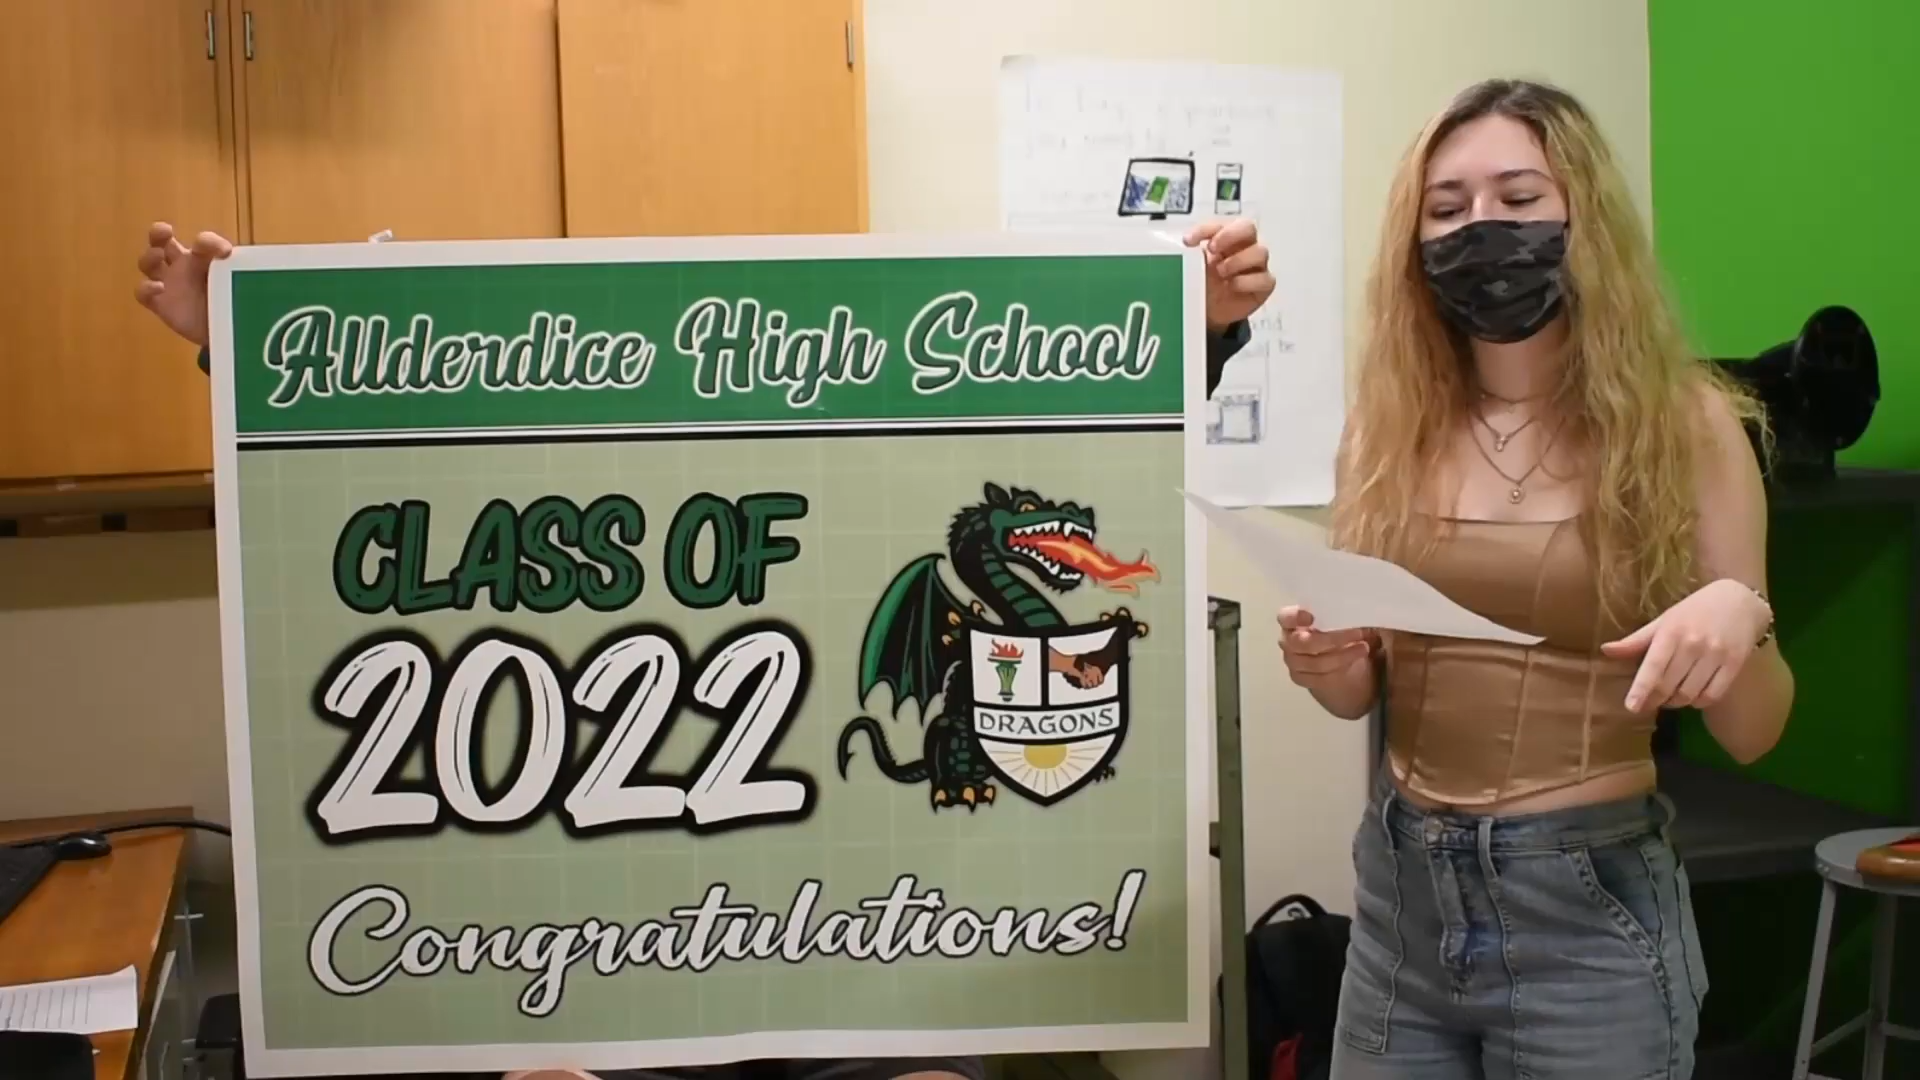 Allderdice High School
CLASS OF
2022
DRAGONS
Congratulations!